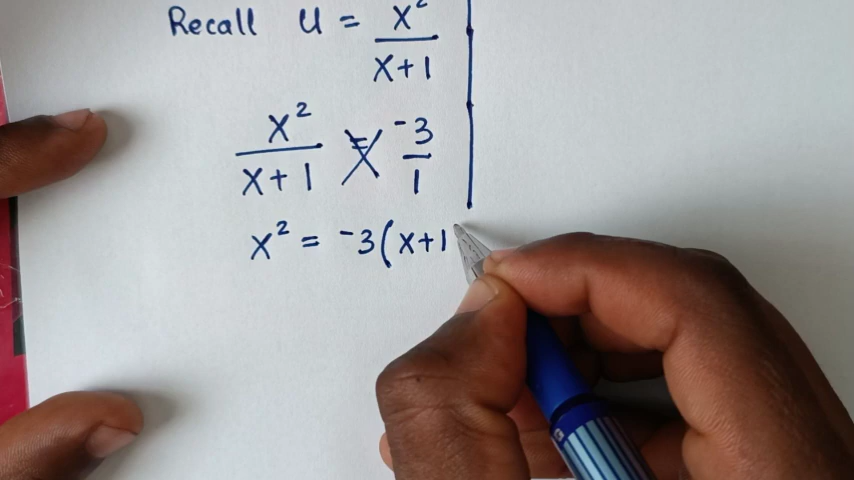 Recall U = x²/x+1
x²/x+1 = -3/1
x² = -3(x+1